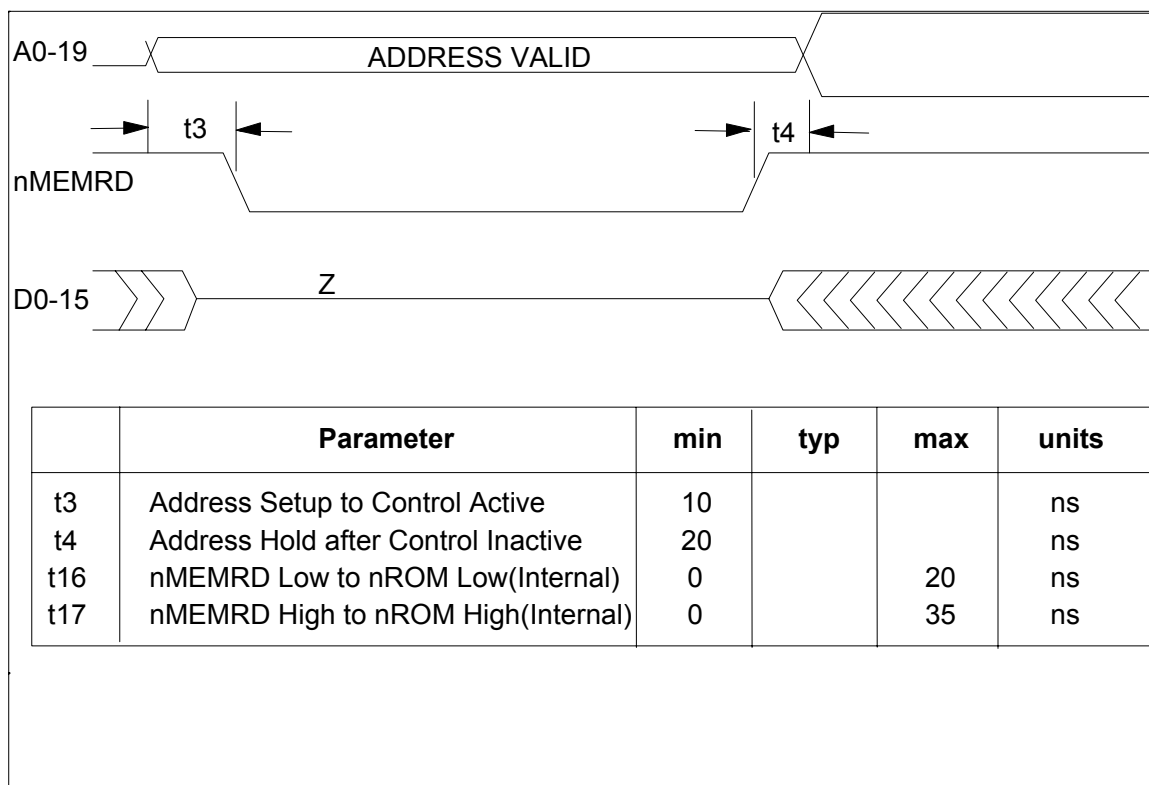 A0-19 ADDRESS VALID
t3 t4
nMEMRD
Z
D0-15
Parameter min typ max units
t3 Address Setup to Control Active 10 ns
t4 Address Hold after Control Inactive 20 ns
t16 nMEMRD Low to nROM Low(Internal) 0 20 ns
t17 nMEMRD High to nROM High(Internal) 0 35 ns